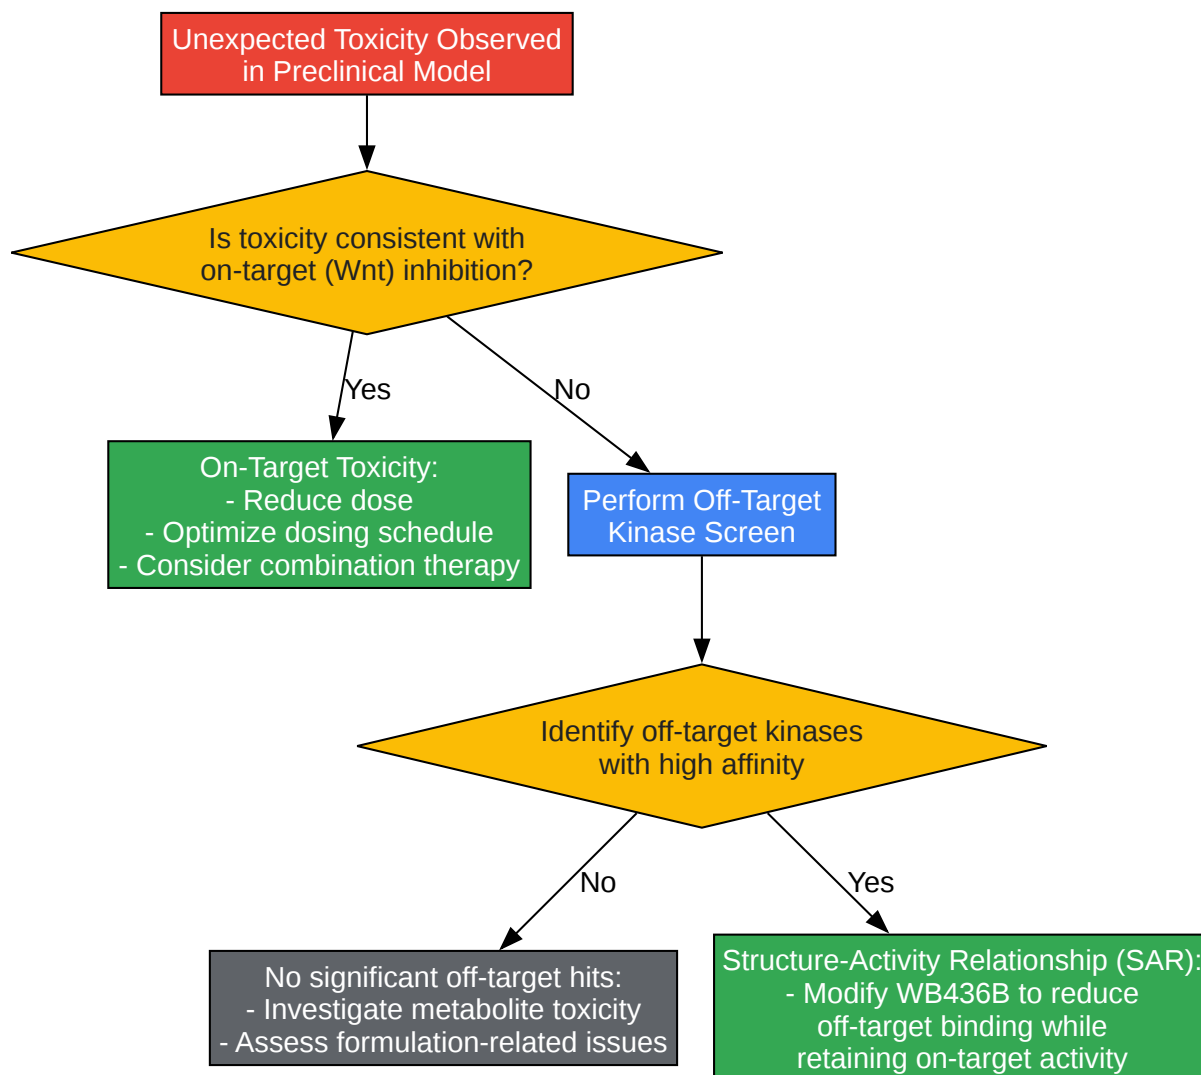 Unexpected Toxicity Observed
in Preclinical Model
Is toxicity consistent with
on-target (Wnt) inhibition?
Yes
No
On-Target Toxicity:
- Reduce dose
- Optimize dosing schedule
- Consider combination therapy
Perform Off-Target
Kinase Screen
Identify off-target kinases
with high affinity
No
Yes
No significant off-target hits:
- Investigate metabolite toxicity
- Assess formulation-related issues
Structure-Activity Relationship (SAR):
- Modify WB436B to reduce
off-target binding while
retaining on-target activity